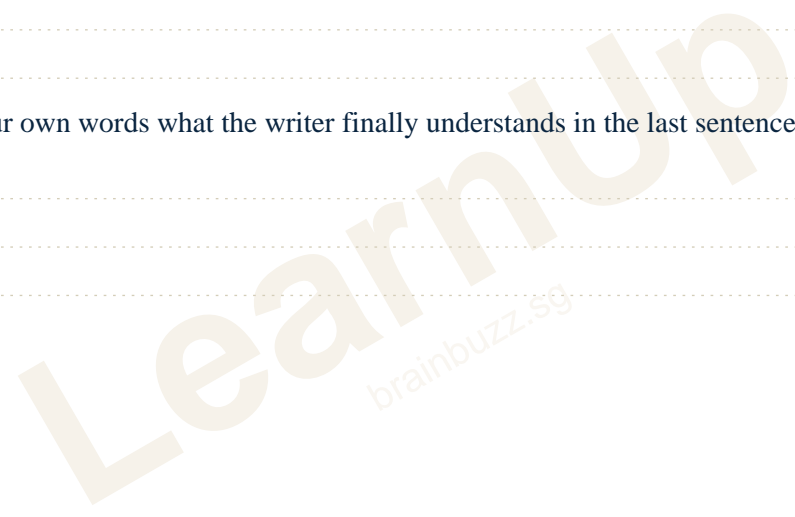 r own words what the writer finally understands in the last sentence
LearnUp
brainbuzz.sg